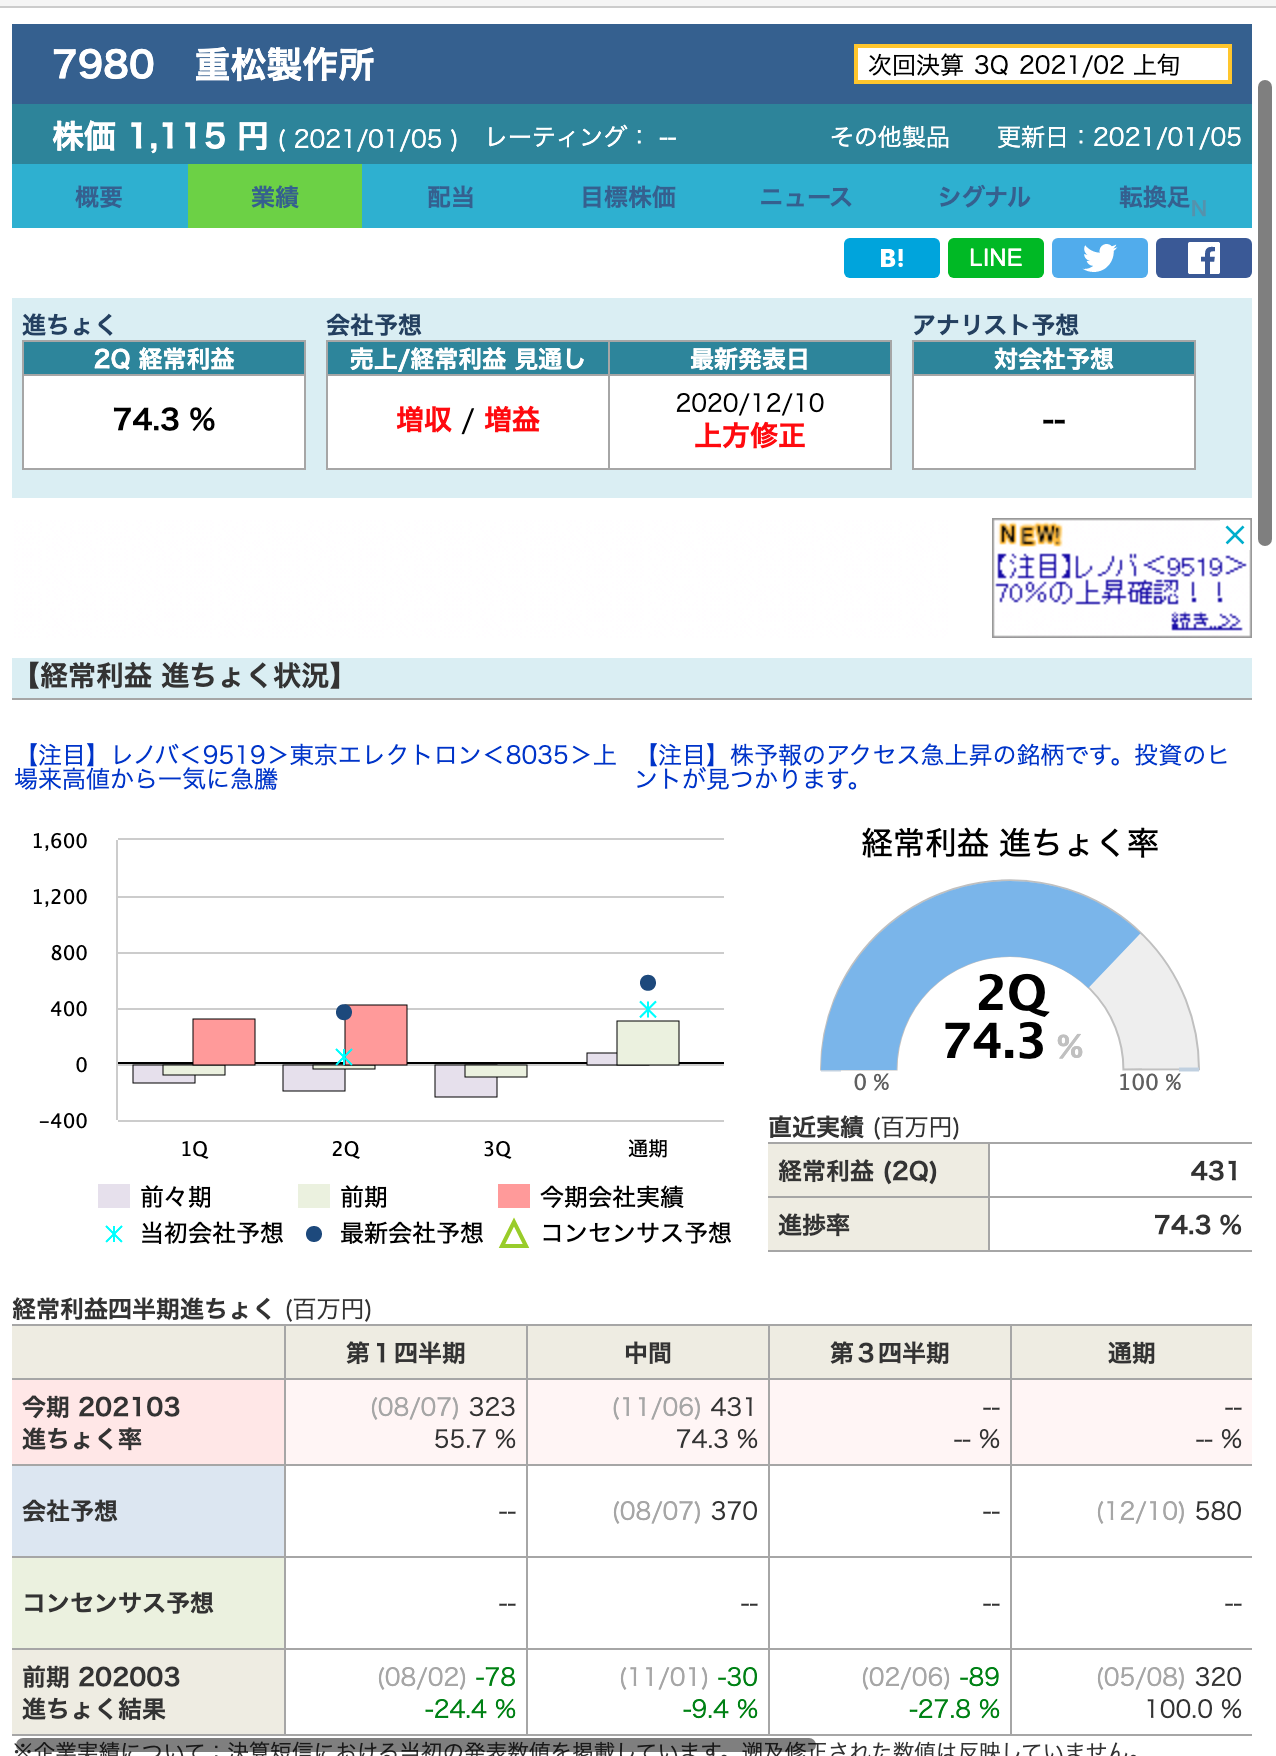 7980　重松製作所
次回決算 3Q 2021/02 上旬
株価 1,115 円 ( 2021/01/05 )　レーティング： --　その他製品　更新日：2021/01/05
概要　業績　配当　目標株価　ニュース　シグナル　転換足N
B!　LINE
進ちょく　会社予想　アナリスト予想
2Q 経常利益　売上/経常利益 見通し　最新発表日　対会社予想
74.3 %　増収 / 増益　2020/12/10　--
上方修正
NEW!
【注目】レノバ<9519>
70%の上昇確認！！
続き..>>
【経常利益 進ちょく状況】
【注目】レノバ<9519>東京エレクトロン<8035>上
場来高値から一気に急騰
【注目】株予報のアクセス急上昇の銘柄です。投資のヒ
ントが見つかります。
1,600
1,200
800
400
0
-400
1Q　2Q　3Q　通期
前々期　前期　今期会社実績
当初会社予想　最新会社予想　コンセンサス予想
経常利益 進ちょく率
2Q
74.3 %
0 %　100 %
直近実績 (百万円)
経常利益 (2Q)　431
進捗率　74.3 %
経常利益四半期進ちょく (百万円)
第１四半期　中間　第３四半期　通期
今期 202103　(08/07) 323　(11/06) 431　--　--
進ちょく率　55.7 %　74.3 %　-- %　-- %
会社予想　--　(08/07) 370　--　(12/10) 580
コンセンサス予想　--　--　--　--
前期 202003　(08/02) -78　(11/01) -30　(02/06) -89　(05/08) 320
進ちょく結果　-24.4 %　-9.4 %　-27.8 %　100.0 %
※企業実績について：決算短信における当初の発表数値を掲載しています。遡及修正された数値は反映していません。